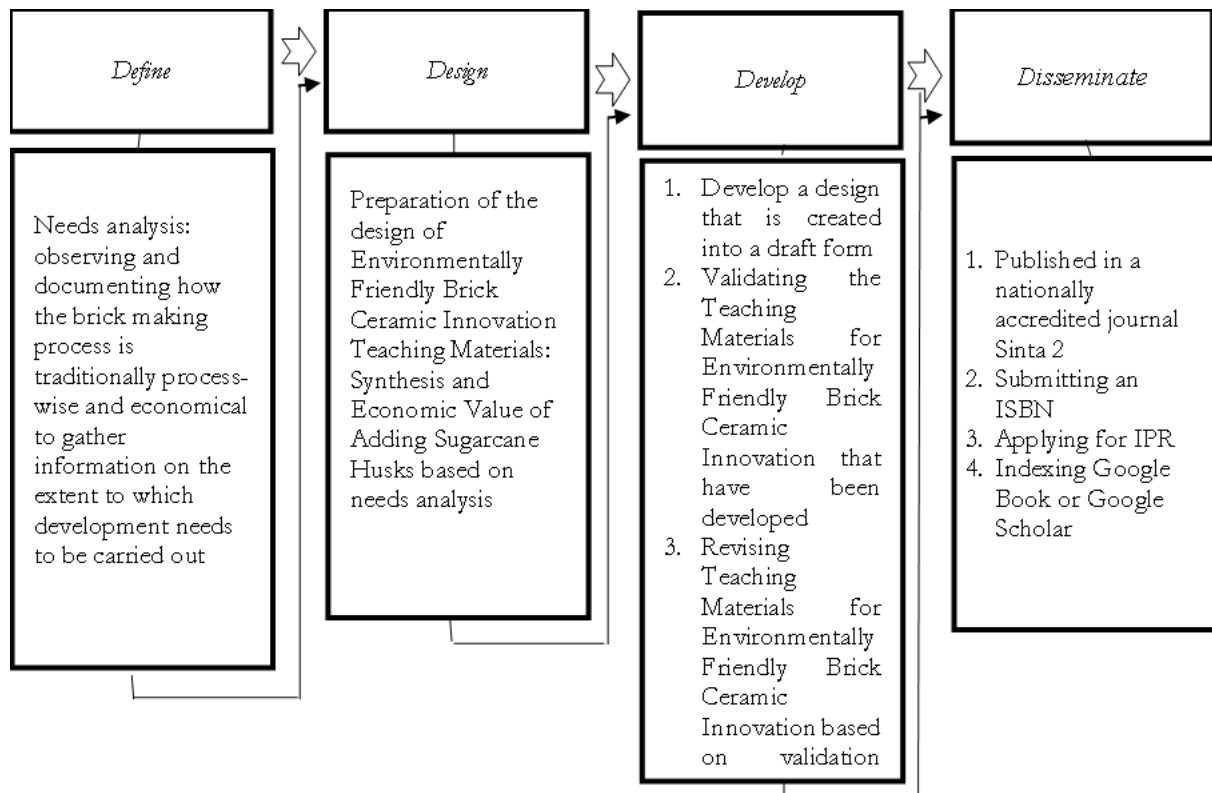 Define
Needs analysis:
observing and
documenting how
the brick making
process is
traditionally process-
wise and economical
to gather
information on the
extent to which
development needs
to be carried out
Design
Preparation of the
design of
Environmentally
Friendly Brick
Ceramic Innovation
Teaching Materials:
Synthesis and
Economic Value of
Adding Sugarcane
Husks based on
needs analysis
Develop
1. Develop a design
that is created
into a draft form
2. Validating the
Teaching
Materials for
Environmentally
Friendly Brick
Ceramic
Innovation that
have been
developed
3. Revising
Teaching
Materials for
Environmentally
Friendly Brick
Ceramic
Innovation based
on validation
Disseminate
1. Published in a
nationally
accredited journal
Sinta 2
2. Submitting an
ISBN
3. Applying for IPR
4. Indexing Google
Book or Google
Scholar